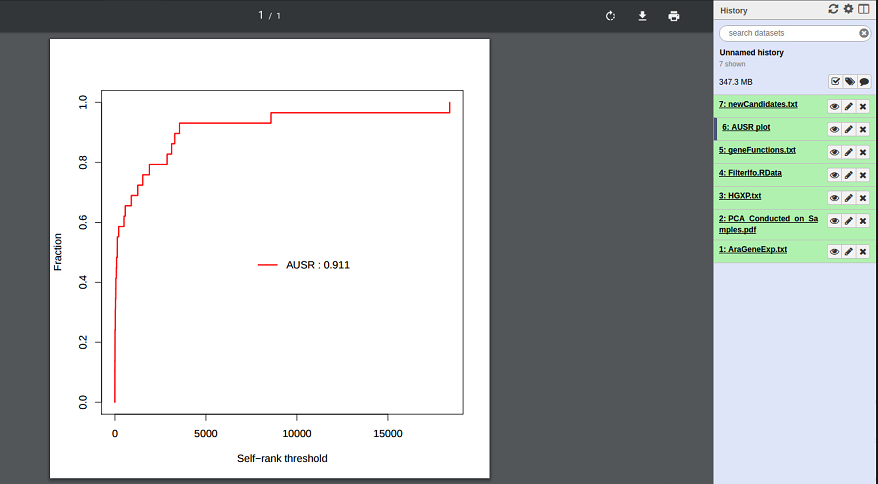 1 / 1
1.0
0.8
0.6
0.4
0.2
0.0
Fraction
AUSR : 0.911
0 5000 10000 15000
Self−rank threshold
History
search datasets
Unnamed history
7 shown
347.3 MB
7: newCandidates.txt
6: AUSR plot
5: geneFunctions.txt
4: FilterIfo.RData
3: HGXP.txt
2: PCA_Conducted_on_Sa
mples.pdf
1: AraGeneExp.txt